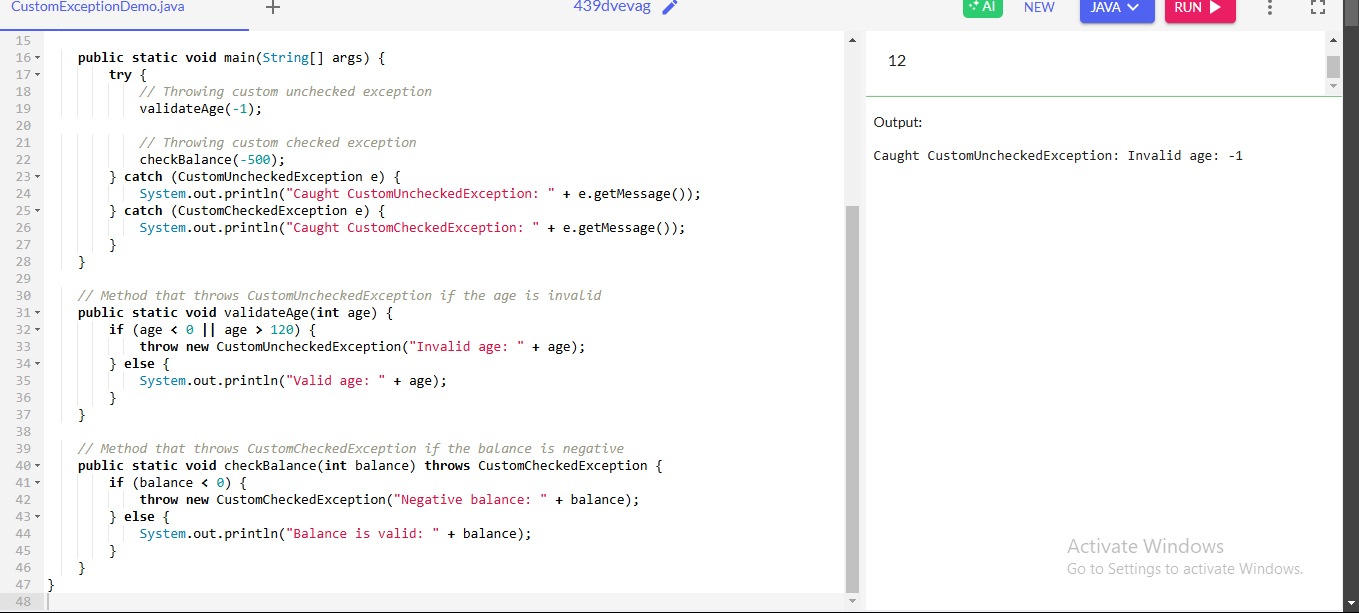 CustomExceptionDemo.java + 439dvevag AI NEW JAVA RUN
15
16 public static void main(String[] args) {
17 try {
18 // Throwing custom unchecked exception
19 validateAge(-1);
20
21 // Throwing custom checked exception
22 checkBalance(-500);
23 } catch (CustomUncheckedException e) {
24 System.out.println("Caught CustomUncheckedException: " + e.getMessage());
25 } catch (CustomCheckedException e) {
26 System.out.println("Caught CustomCheckedException: " + e.getMessage());
27 }
28 }
29
30 // Method that throws CustomUncheckedException if the age is invalid
31 public static void validateAge(int age) {
32 if (age < 0 || age > 120) {
33 throw new CustomUncheckedException("Invalid age: " + age);
34 } else {
35 System.out.println("Valid age: " + age);
36 }
37 }
38
39 // Method that throws CustomCheckedException if the balance is negative
40 public static void checkBalance(int balance) throws CustomCheckedException {
41 if (balance < 0) {
42 throw new CustomCheckedException("Negative balance: " + balance);
43 } else {
44 System.out.println("Balance is valid: " + balance);
45 }
46 }
47 }
48
12
Output:
Caught CustomUncheckedException: Invalid age: -1
Activate Windows
Go to Settings to activate Windows.